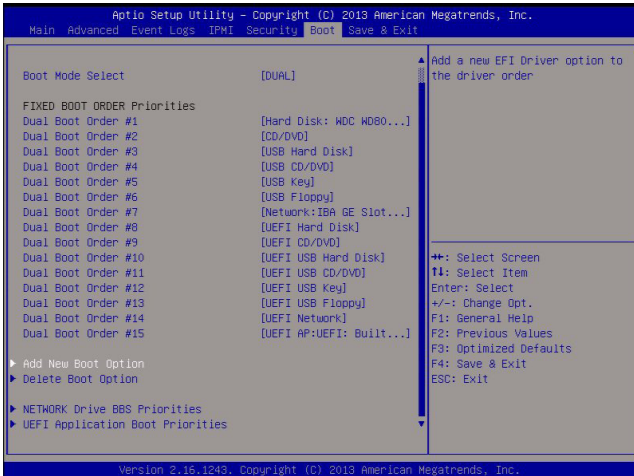 Aptio Setup Utility – Copyright (C) 2013 American Megatrends, Inc.
Main Advanced Event Logs IPMI Security Boot Save & Exit
Boot Mode Select [DUAL]
FIXED BOOT ORDER Priorities
Dual Boot Order #1 [Hard Disk: WDC WD80...]
Dual Boot Order #2 [CD/DVD]
Dual Boot Order #3 [USB Hard Disk]
Dual Boot Order #4 [USB CD/DVD]
Dual Boot Order #5 [USB Key]
Dual Boot Order #6 [USB Floppy]
Dual Boot Order #7 [Network:IBA GE Slot...]
Dual Boot Order #8 [UEFI Hard Disk]
Dual Boot Order #9 [UEFI CD/DVD]
Dual Boot Order #10 [UEFI USB Hard Disk]
Dual Boot Order #11 [UEFI USB CD/DVD]
Dual Boot Order #12 [UEFI USB Key]
Dual Boot Order #13 [UEFI USB Floppy]
Dual Boot Order #14 [UEFI Network]
Dual Boot Order #15 [UEFI AP:UEFI: Built...]
Add New Boot Option
Delete Boot Option
NETWORK Drive BBS Priorities
UEFI Application Boot Priorities
Add a new EFI Driver option to
the driver order
→←: Select Screen
↑↓: Select Item
Enter: Select
+/-: Change Opt.
F1: General Help
F2: Previous Values
F3: Optimized Defaults
F4: Save & Exit
ESC: Exit
Version 2.16.1243. Copyright (C) 2013 American Megatrends, Inc.